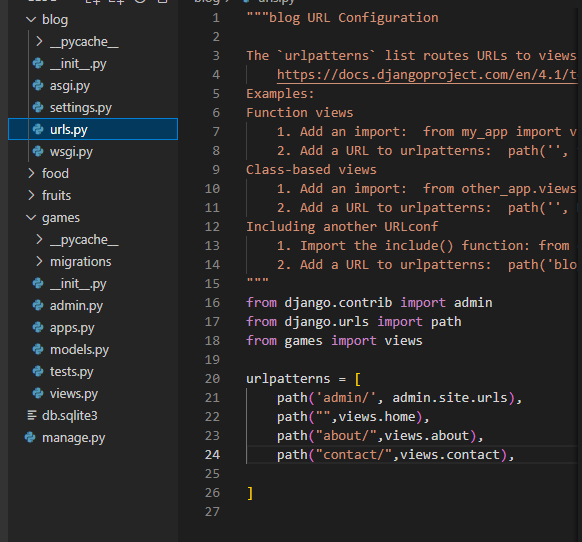 blog
__pycache__
__init__.py
asgi.py
settings.py
urls.py
wsgi.py
food
fruits
games
__pycache__
migrations
__init__.py
admin.py
apps.py
models.py
tests.py
views.py
db.sqlite3
manage.py
1 """blog URL Configuration
2
3 The `urlpatterns` list routes URLs to views
4 https://docs.djangoproject.com/en/4.1/t
5 Examples:
6 Function views
7 1. Add an import:  from my_app import v
8 2. Add a URL to urlpatterns:  path('',
9 Class-based views
10 1. Add an import:  from other_app.views
11 2. Add a URL to urlpatterns:  path('',
12 Including another URLconf
13 1. Import the include() function: from
14 2. Add a URL to urlpatterns:  path('blo
15 """
16 from django.contrib import admin
17 from django.urls import path
18 from games import views
19
20 urlpatterns = [
21 path('admin/', admin.site.urls),
22 path("",views.home),
23 path("about/",views.about),
24 path("contact/",views.contact),
25
26 ]
27